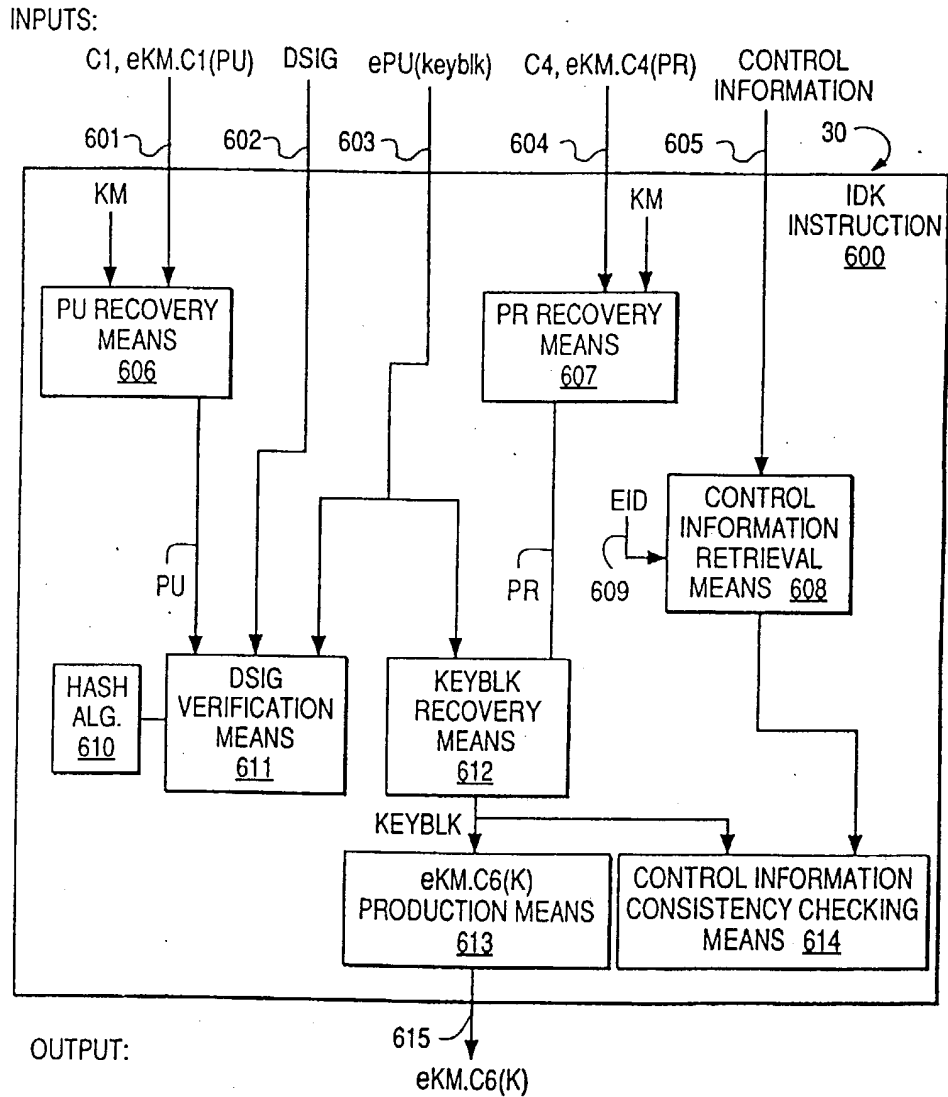 INPUTS:
C1, eKM.C1(PU)
DSIG
ePU(keyblk)
C4, eKM.C4(PR)
CONTROL
INFORMATION
601
602
603
604
605
30
KM
KM
IDK
INSTRUCTION
600
PU RECOVERY
MEANS
606
PR RECOVERY
MEANS
607
EID
609
CONTROL
INFORMATION
RETRIEVAL
MEANS 608
PU
PR
HASH
ALG.
610
DSIG
VERIFICATION
MEANS
611
KEYBLK
RECOVERY
MEANS
612
KEYBLK
eKM.C6(K)
PRODUCTION MEANS
613
CONTROL INFORMATION
CONSISTENCY CHECKING
MEANS 614
615
OUTPUT:
eKM.C6(K)